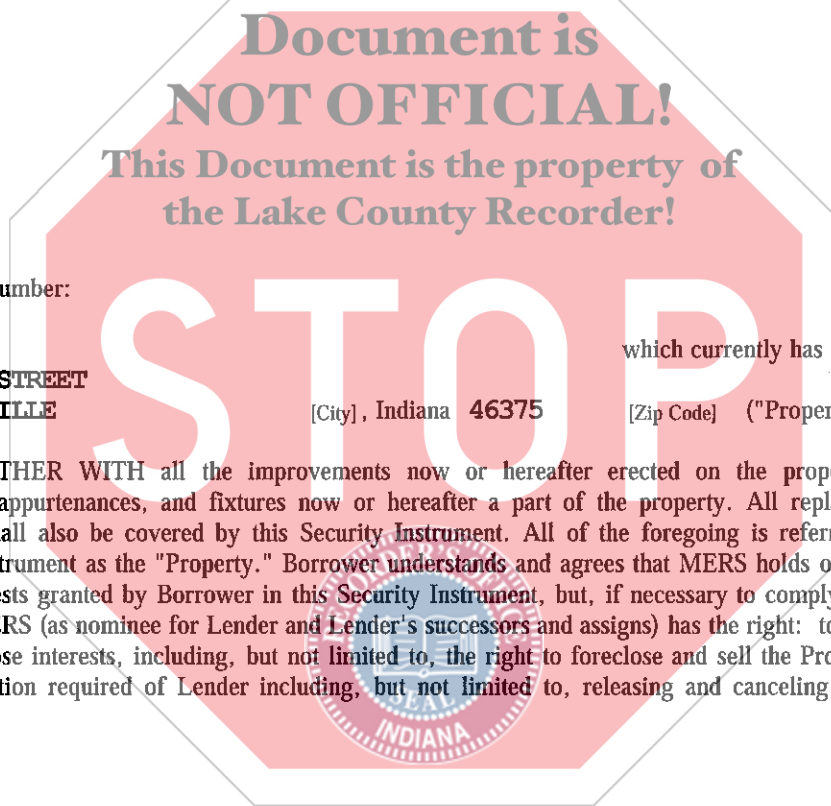 Document is
NOT OFFICIAL!
This Document is the property of
the Lake County Recorder!
umber:
which currently has
STREET
ILLE [City], Indiana 46375 [Zip Code] ("Proper
THER WITH all the improvements now or hereafter erected on the prop
appurtenances, and fixtures now or hereafter a part of the property. All repl
all also be covered by this Security Instrument. All of the foregoing is referr
trument as the "Property." Borrower understands and agrees that MERS holds o
sts granted by Borrower in this Security Instrument, but, if necessary to comply
RS (as nominee for Lender and Lender's successors and assigns) has the right: to
se interests, including, but not limited to, the right to foreclose and sell the Pro
tion required of Lender including, but not limited to, releasing and canceling
STOP
RECORDER'S OFFICE
SEAL
INDIANA